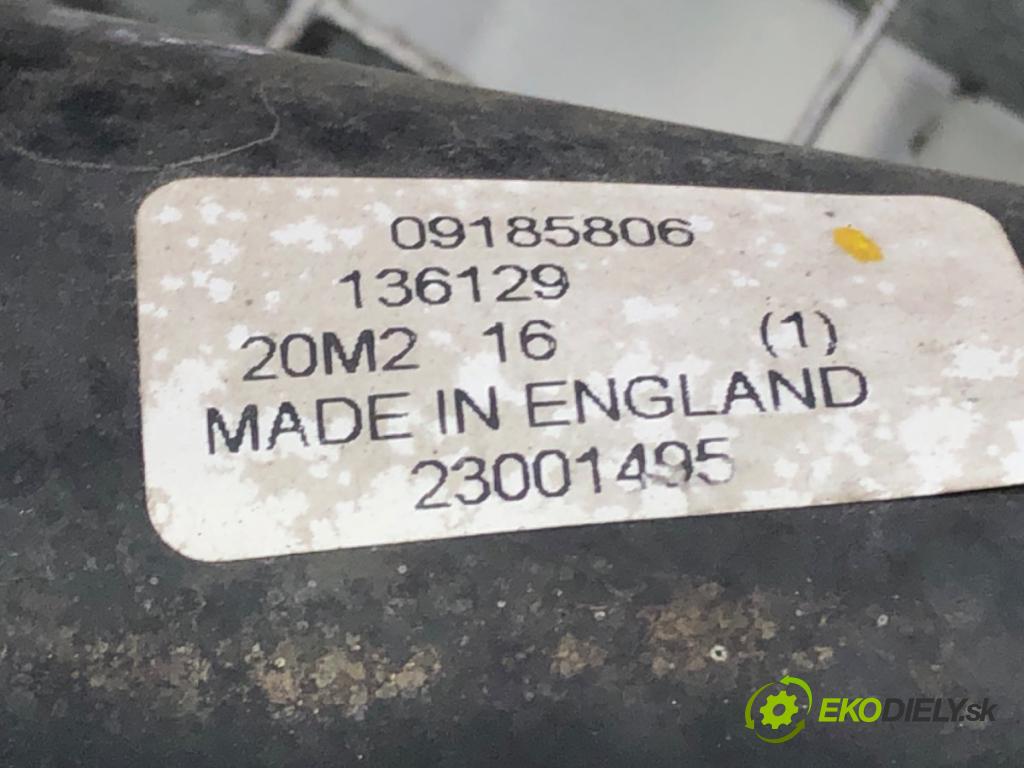 09185806
136129
20M2 16 (1)
MADE IN ENGLAND
23001495
EKODIELY.sk